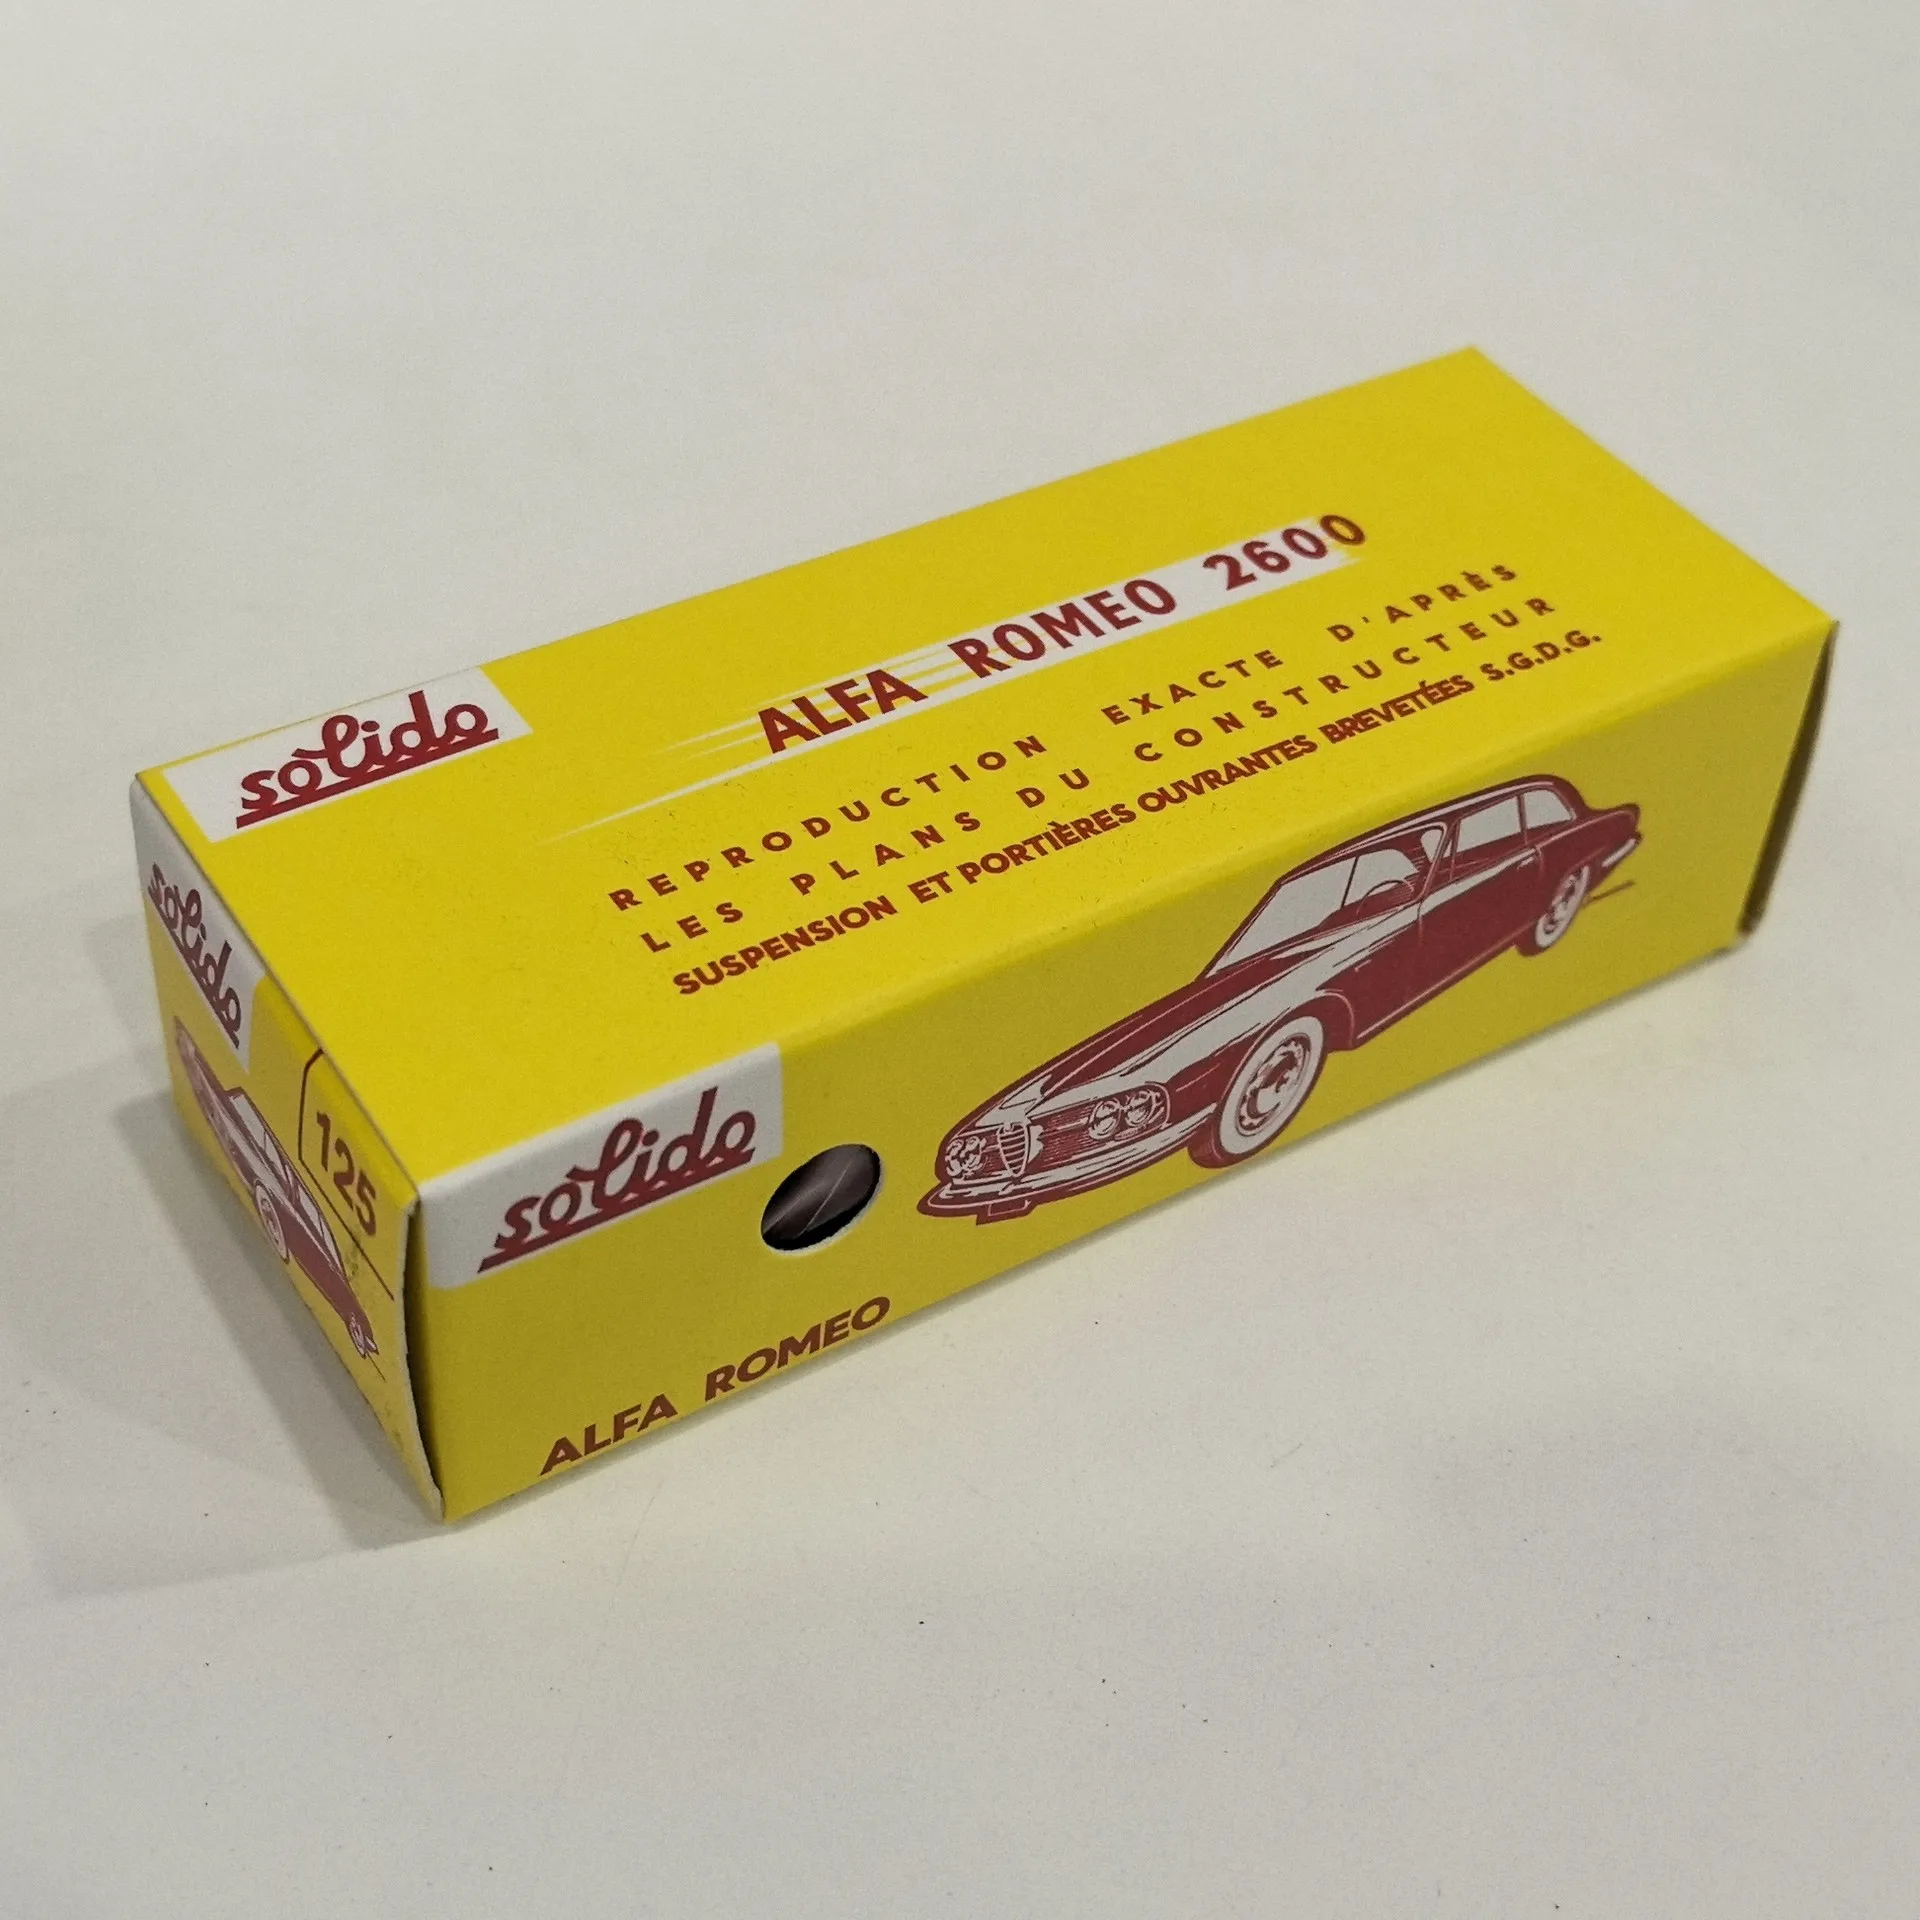 solido
ALFA ROMEO 2600
REPRODUCTION EXACTE D'APRÈS
LES PLANS DU CONSTRUCTEUR
SUSPENSION ET PORTIÈRES OUVRANTES BREVETÉES S.G.D.G.
solido
125
solido
ALFA ROMEO